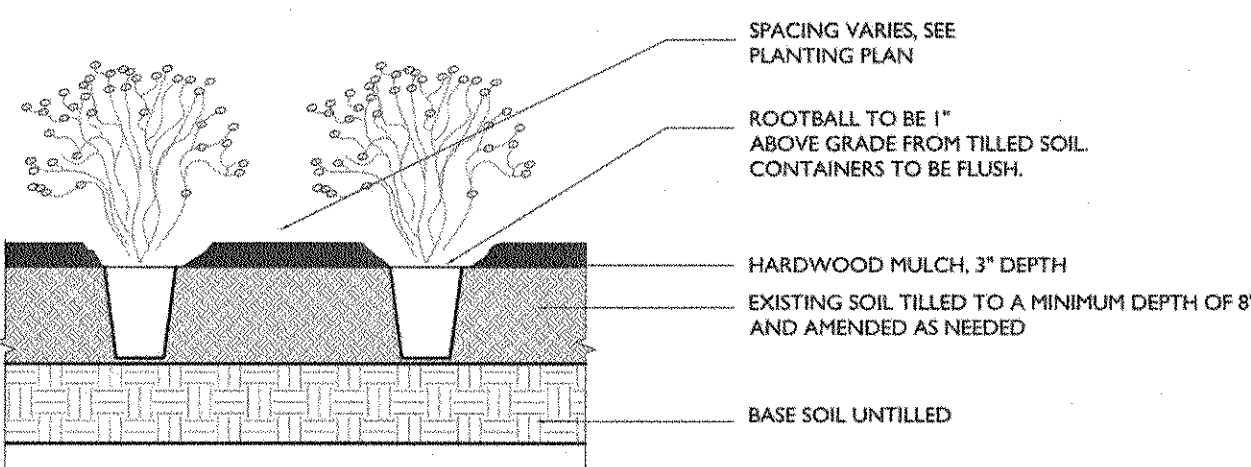 SPACING VARIES, SEE
PLANTING PLAN
ROOTBALL TO BE 1"
ABOVE GRADE FROM TILLED SOIL.
CONTAINERS TO BE FLUSH.
HARDWOOD MULCH, 3" DEPTH
EXISTING SOIL TILLED TO A MINIMUM DEPTH OF 8"
AND AMENDED AS NEEDED
BASE SOIL UNTILLED